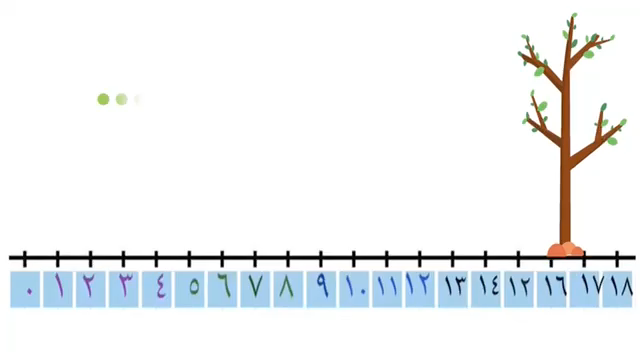 ٠ ١ ٢ ٣ ٤ ٥ ٦ ٧ ٨ ٩ ١٠ ١١ ١٢ ١٣ ١٤ ١٢ ١٦ ١٧ ١٨